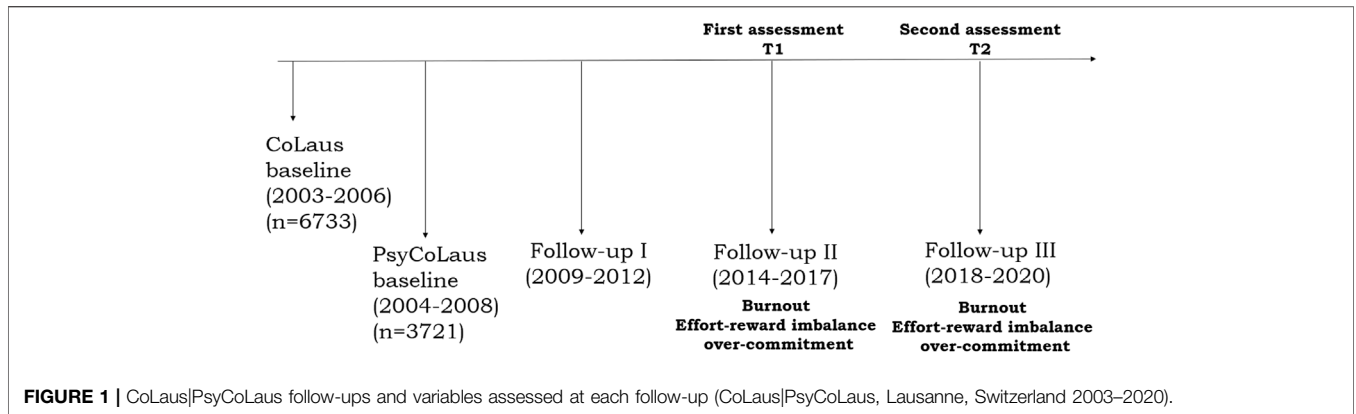 First assessment
T1
Second assessment
T2
CoLaus
baseline
(2003-2006)
(n=6733)
PsyCoLaus
baseline
(2004-2008)
(n=3721)
Follow-up I
(2009-2012)
Follow-up II
(2014-2017)
Burnout
Effort-reward imbalance
over-commitment
Follow-up III
(2018-2020)
Burnout
Effort-reward imbalance
over-commitment
FIGURE 1 | CoLaus|PsyCoLaus follow-ups and variables assessed at each follow-up (CoLaus|PsyCoLaus, Lausanne, Switzerland 2003–2020).